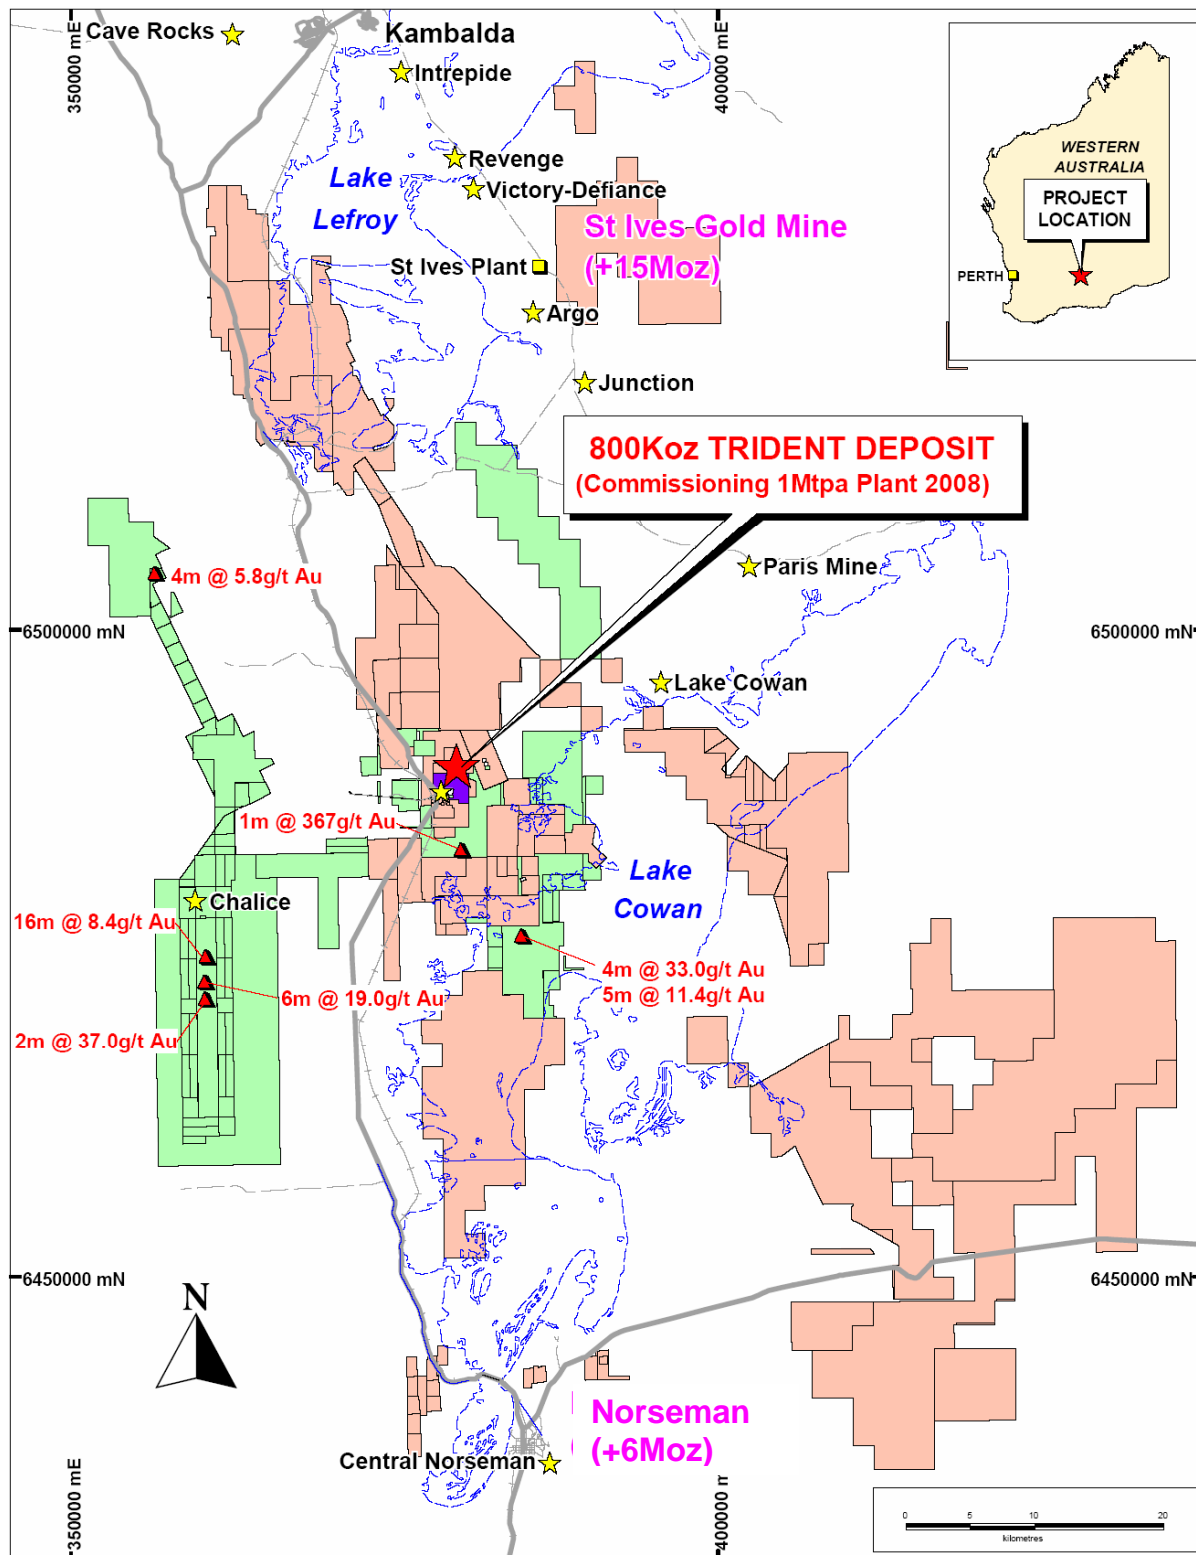 350000 mE
400000 mE
Cave Rocks
Kambalda
Intrepide
Revenge
Victory-Defiance
Lake
Lefroy
St Ives Gold Mine
(+15Moz)
St Ives Plant
Argo
Junction
WESTERN
AUSTRALIA
PROJECT
LOCATION
PERTH
800Koz TRIDENT DEPOSIT
(Commissioning 1Mtpa Plant 2008)
4m @ 5.8g/t Au
Paris Mine
6500000 mN
6500000 mN
Lake Cowan
1m @ 367g/t Au
Lake
Cowan
Chalice
16m @ 8.4g/t Au
4m @ 33.0g/t Au
5m @ 11.4g/t Au
6m @ 19.0g/t Au
2m @ 37.0g/t Au
6450000 mN
6450000 mN
N
Norseman
(+6Moz)
Central Norseman
350000 mE
400000 mE
0 5 10 20
kilometres